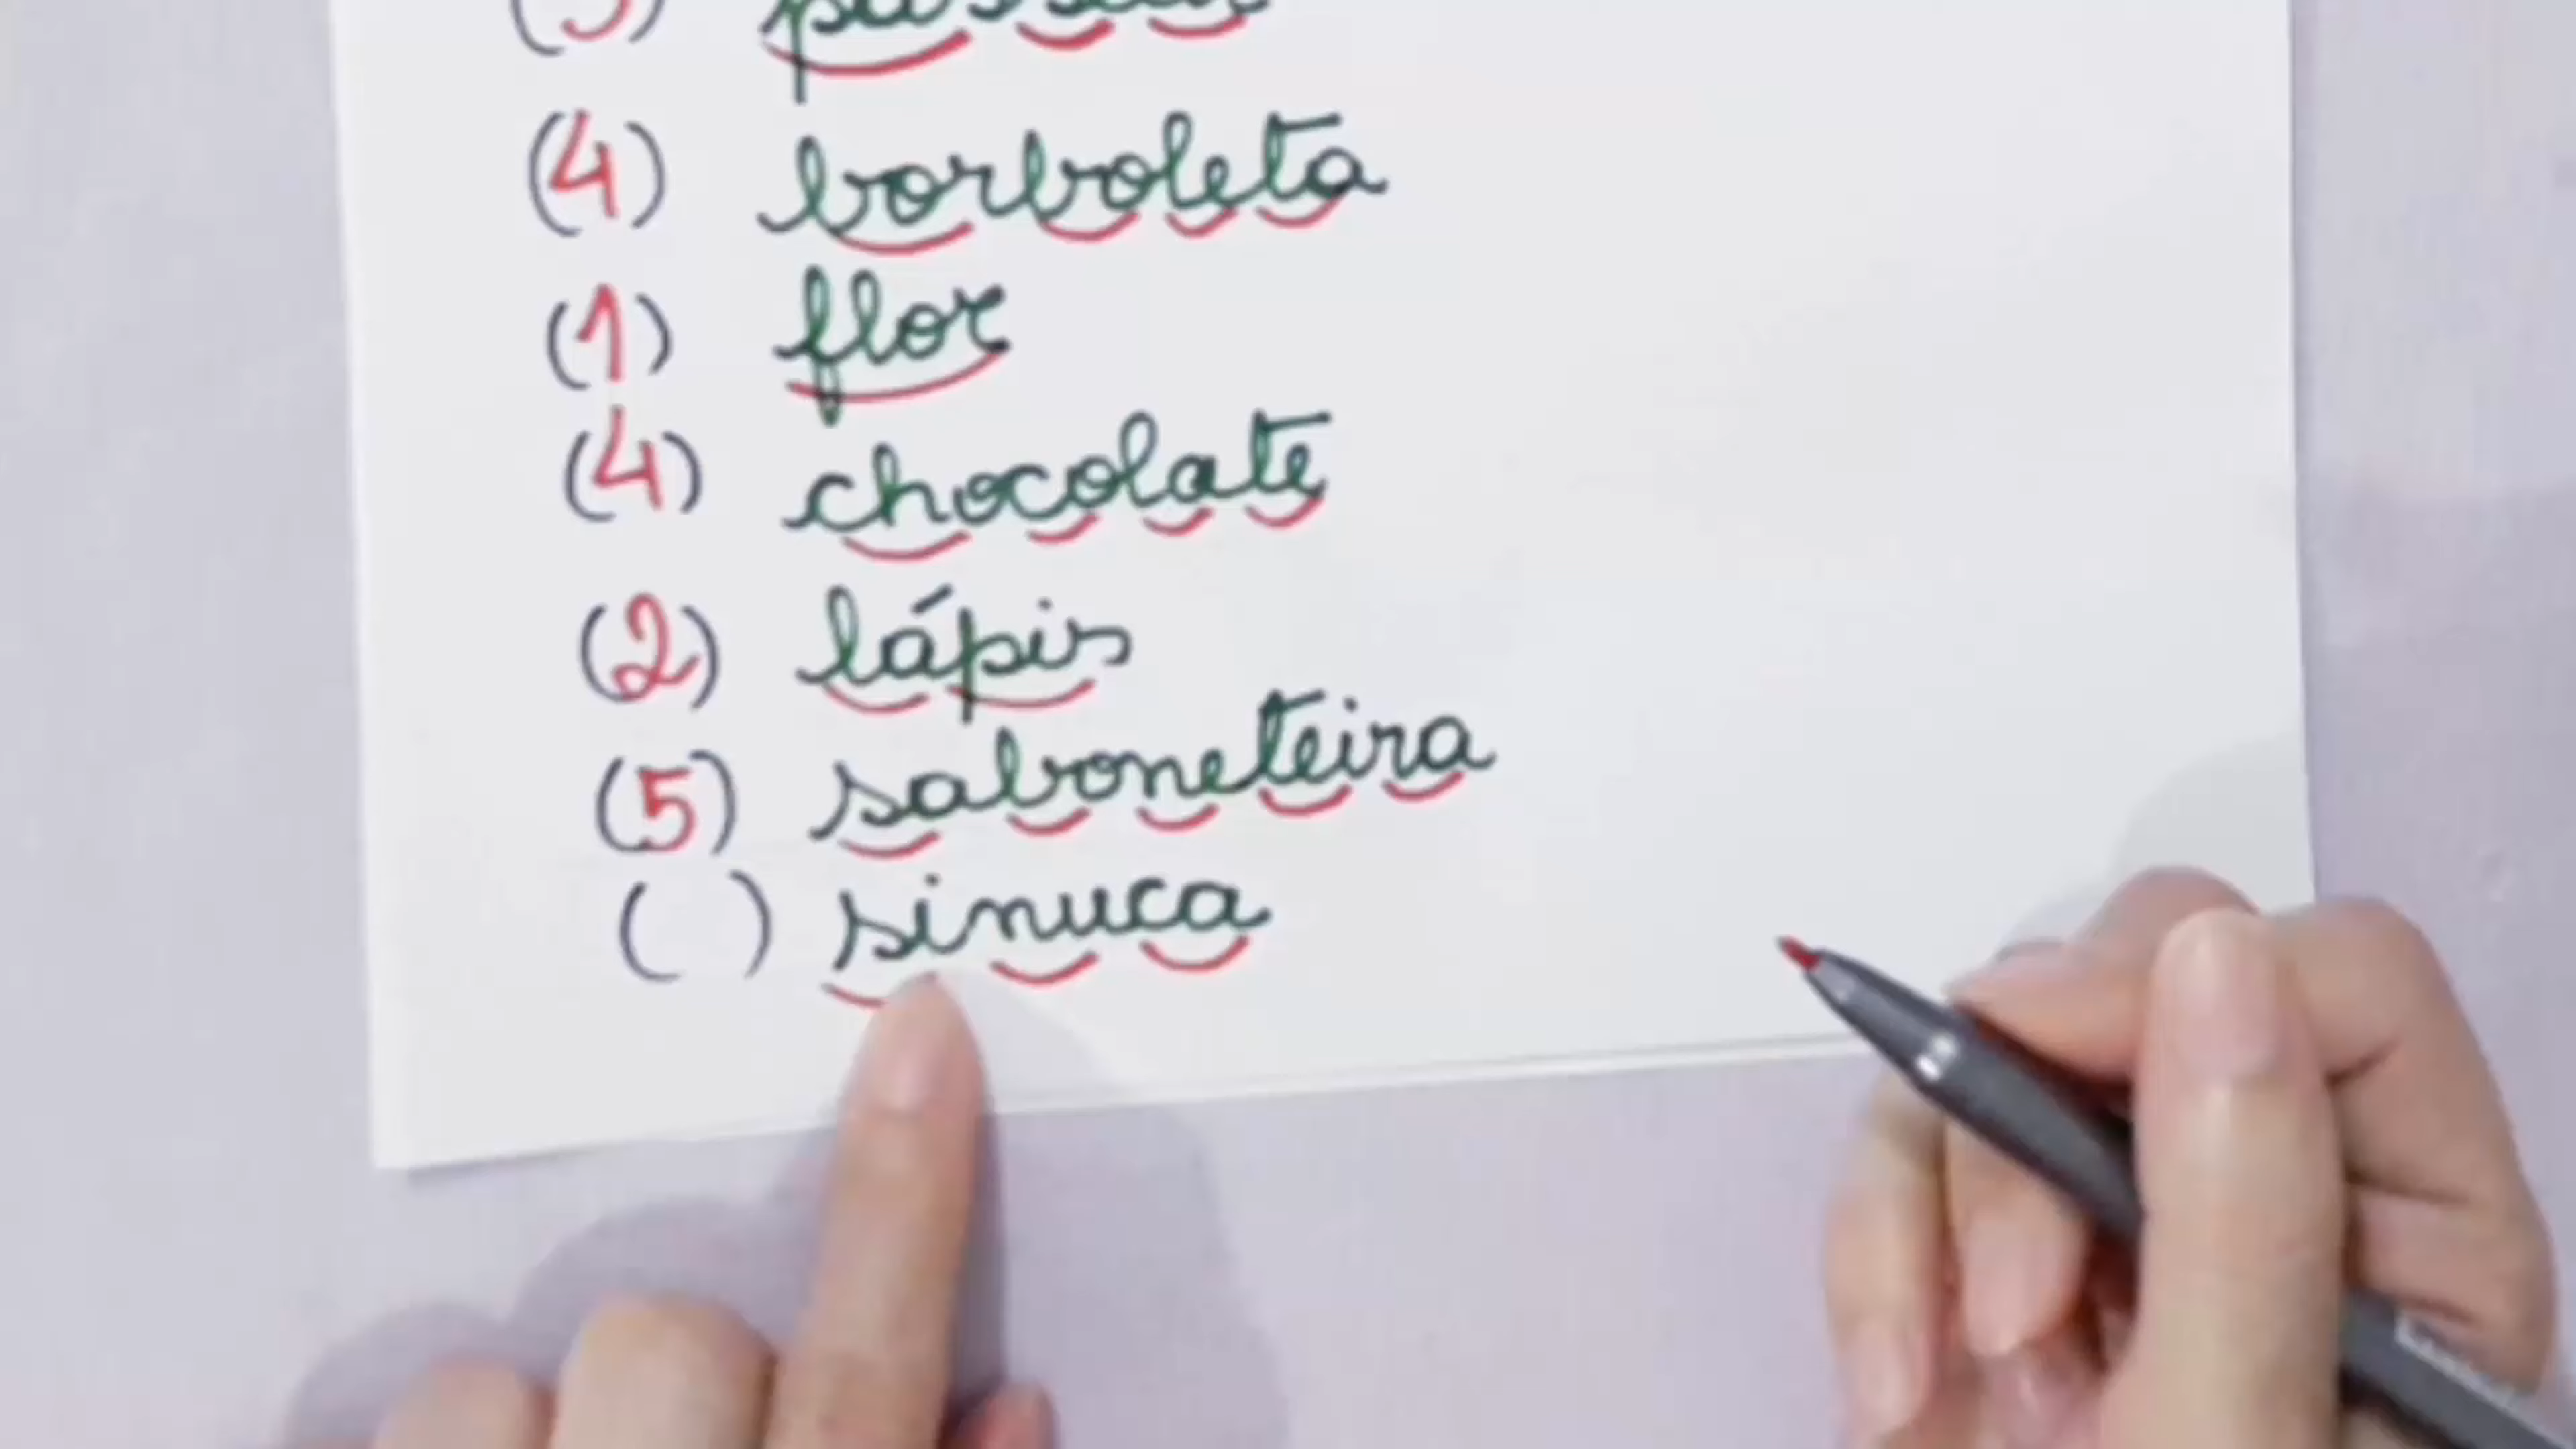 (4) borboleta
(1) flor
(4) chocolate
(2) lápis
(5) saboneteira
( ) sinuca